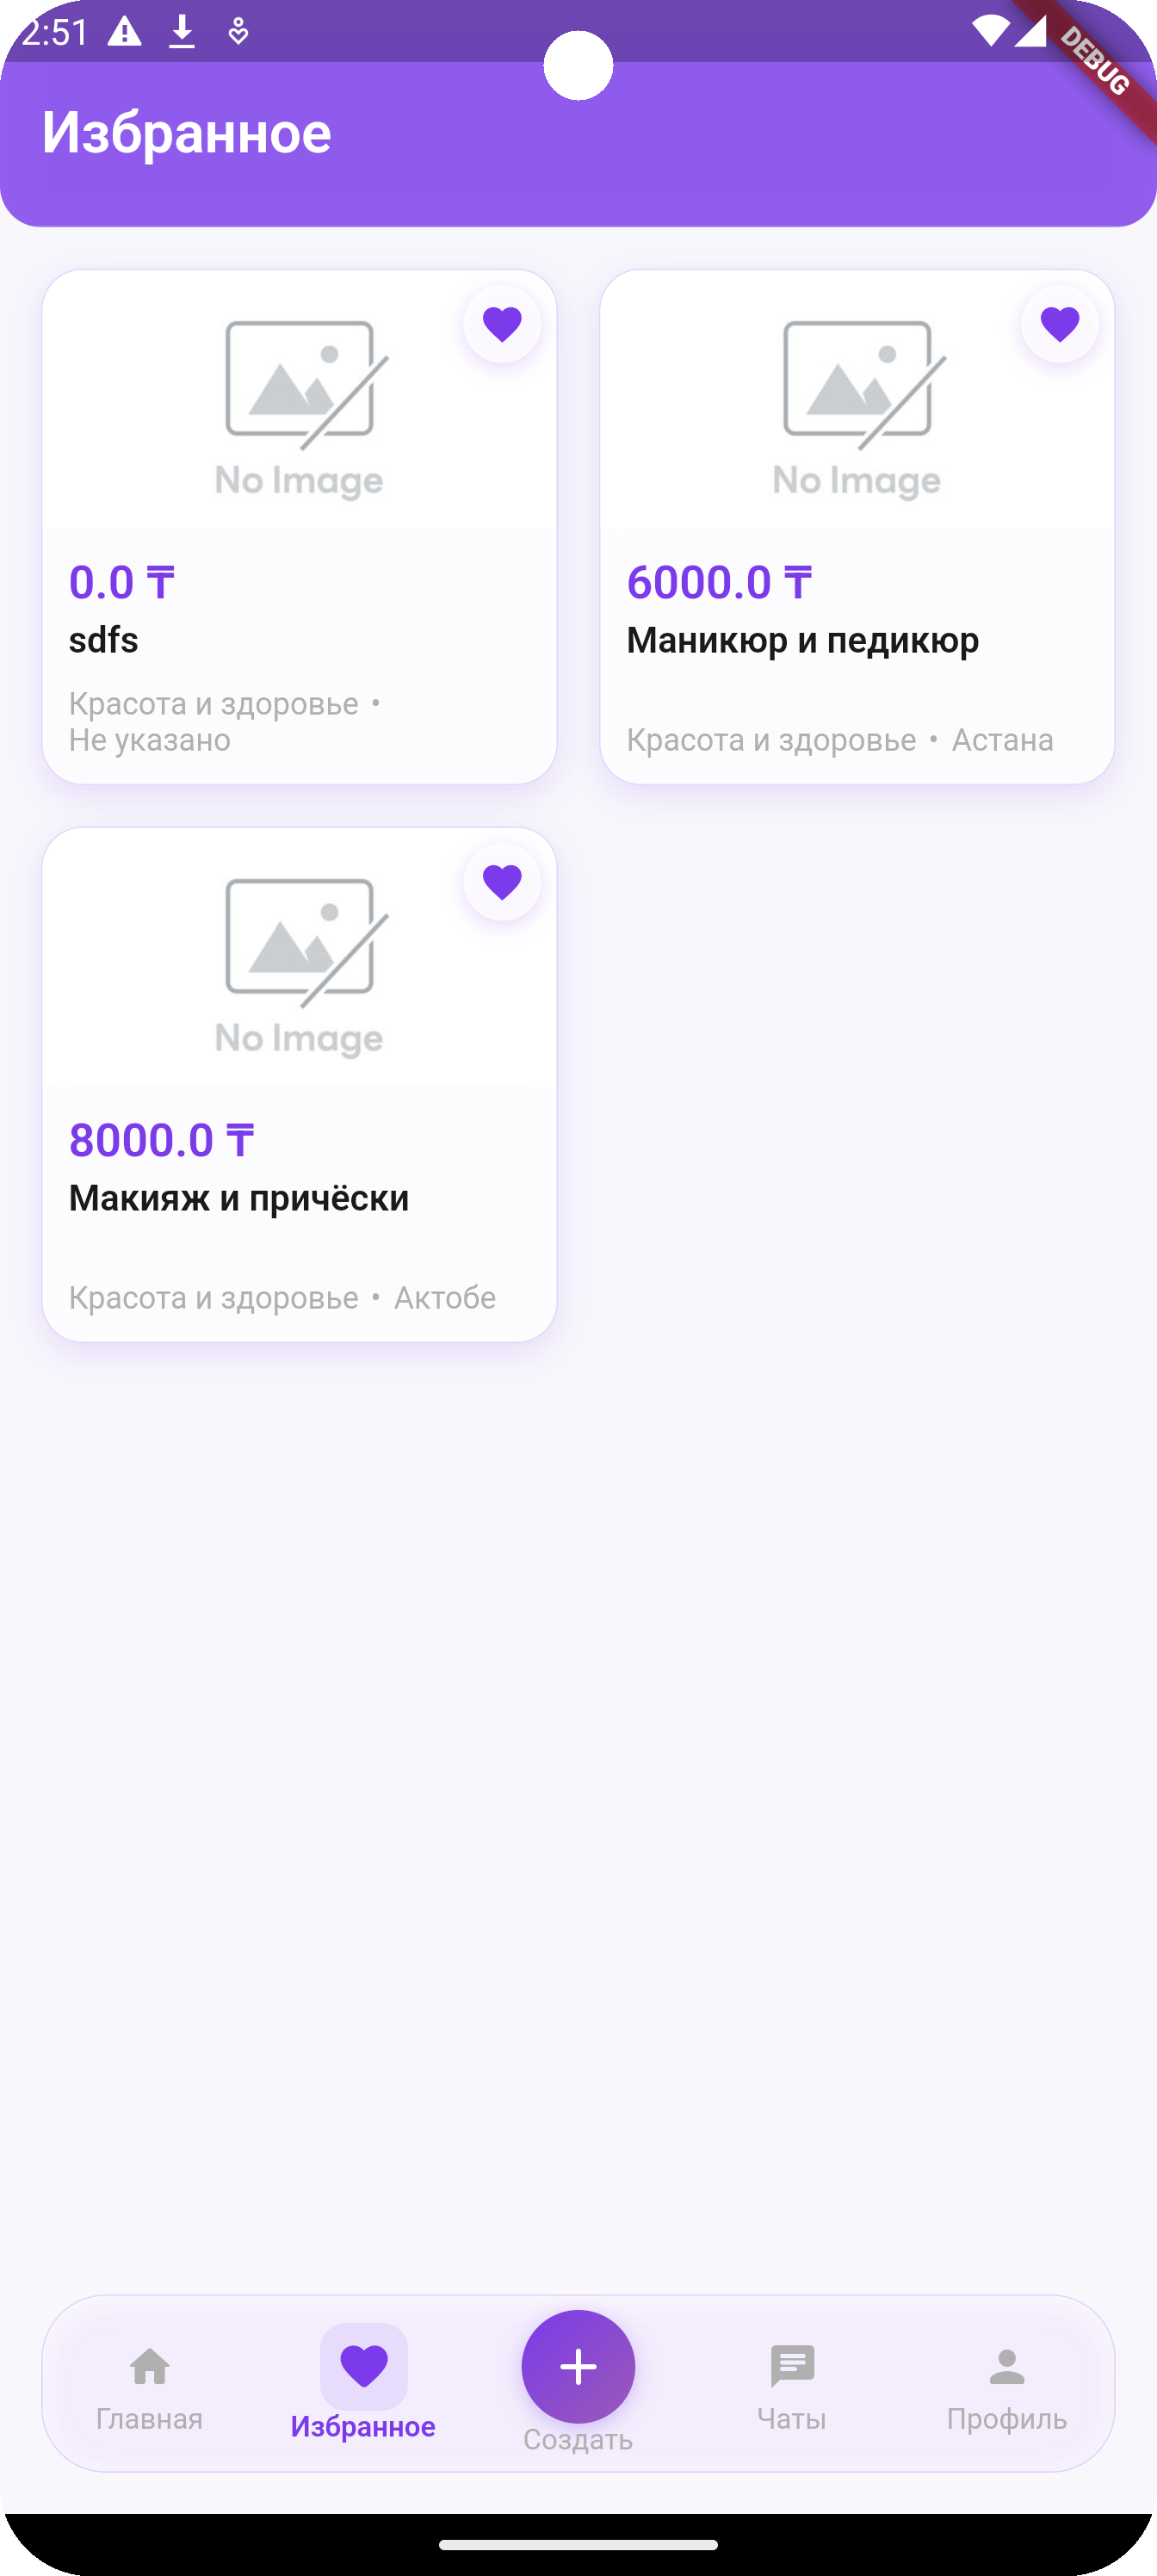 2:51
DEBUG
Избранное
No Image
0.0 ₸
sdfs
Красота и здоровье •
Не указано
No Image
6000.0 ₸
Маникюр и педикюр
Красота и здоровье • Астана
No Image
8000.0 ₸
Макияж и причёски
Красота и здоровье • Актобе
Главная
Избранное
Создать
Чаты
Профиль